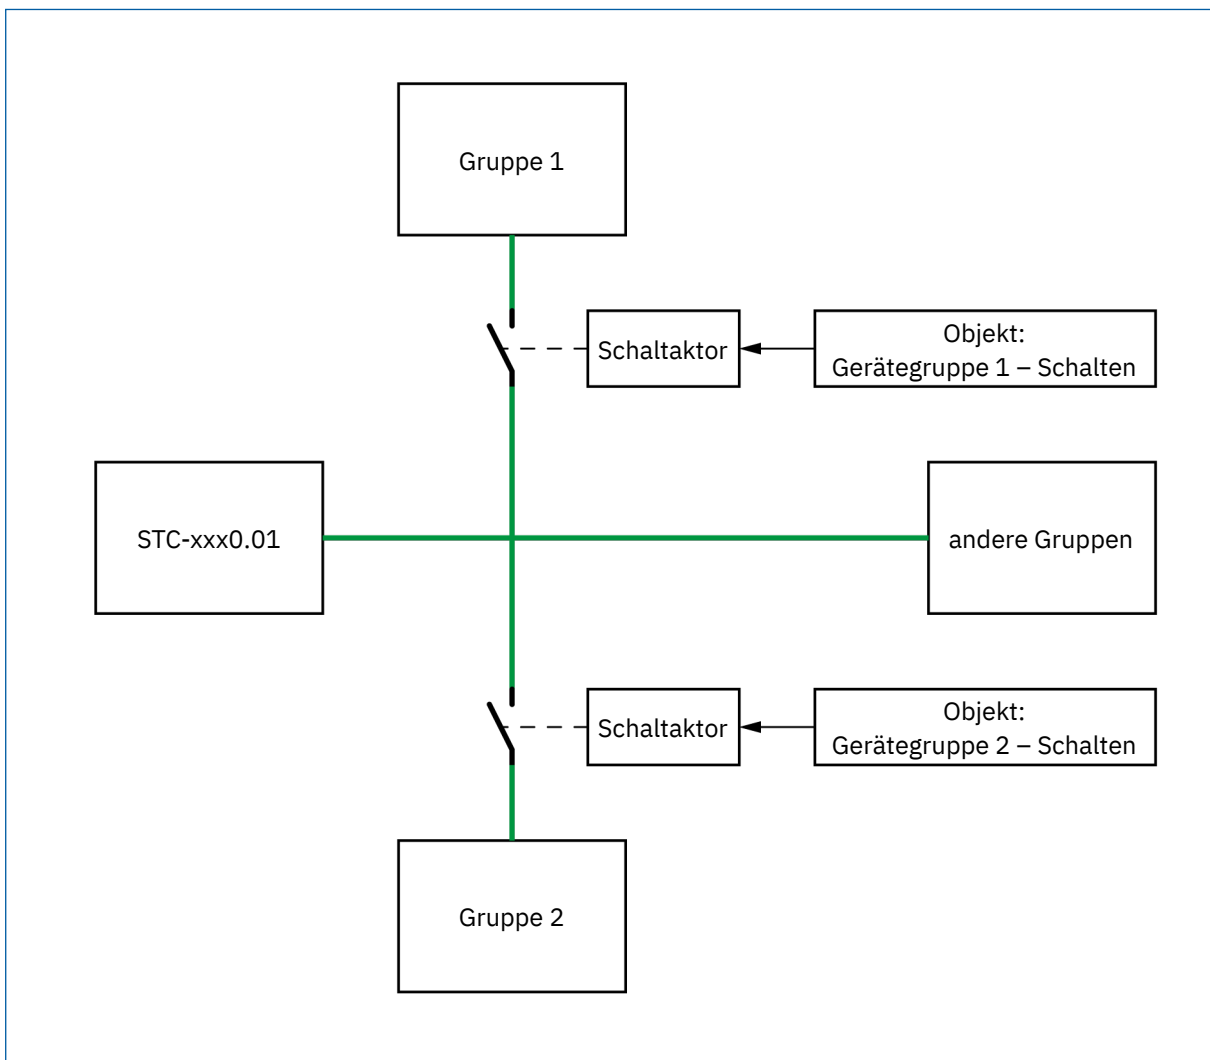 Gruppe 1
Schaltaktor
Objekt:
Gerätegruppe 1 – Schalten
STC-xxx0.01
andere Gruppen
Schaltaktor
Objekt:
Gerätegruppe 2 – Schalten
Gruppe 2